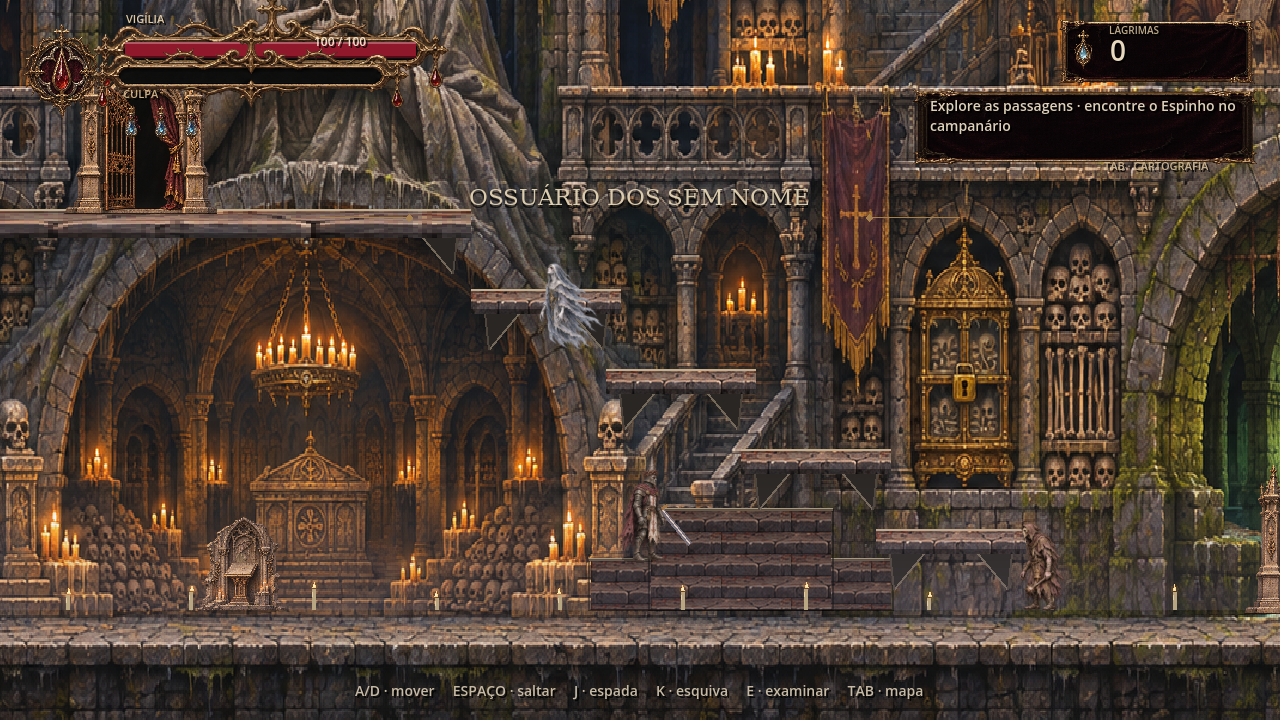 VIGÍLIA
100 / 100
CULPA
LÁGRIMAS
0
Explore as passagens · encontre o Espinho no
campanário
TAB · CARTOGRAFIA
OSSUÁRIO DOS SEM NOME
A/D · mover ESPAÇO · saltar J · espada K · esquiva E · examinar TAB · mapa